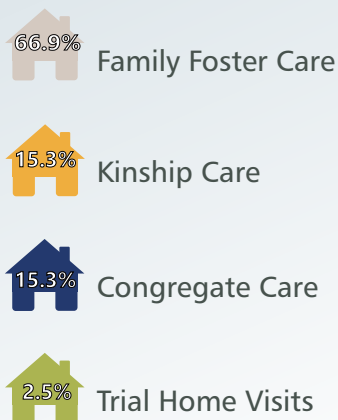 66.9% Family Foster Care
15.3% Kinship Care
15.3% Congregate Care
2.5% Trial Home Visits